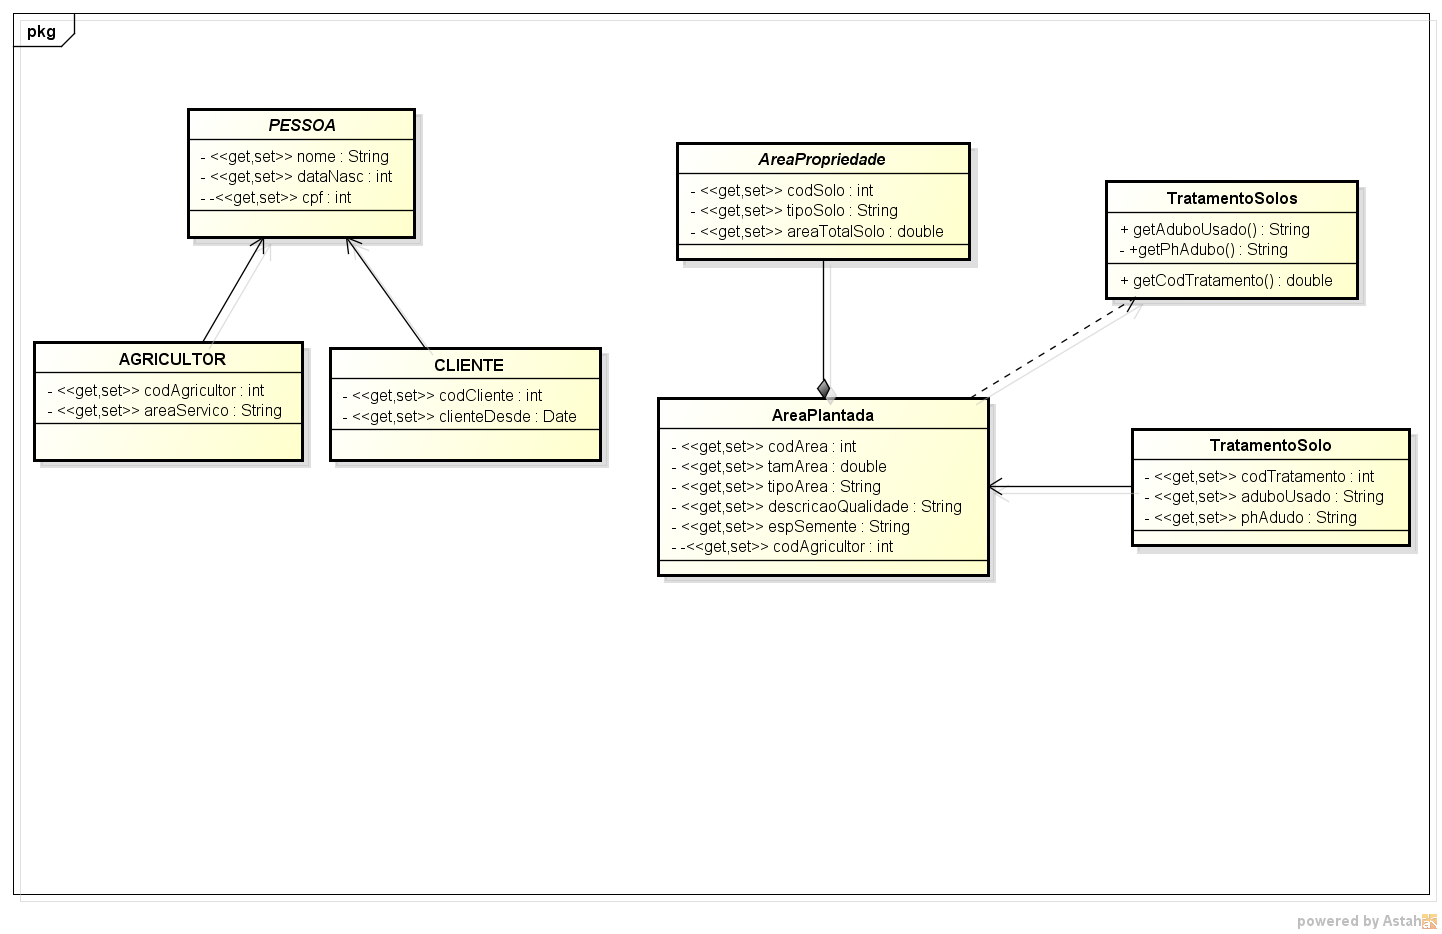 pkg
PESSOA
- <<get,set>> nome : String
- <<get,set>> dataNasc : int
- -<<get,set>> cpf : int
AreaPropriedade
- <<get,set>> codSolo : int
- <<get,set>> tipoSolo : String
- <<get,set>> areaTotalSolo : double
TratamentoSolos
+ getAduboUsado() : String
- +getPhAdubo() : String
+ getCodTratamento() : double
AGRICULTOR
- <<get,set>> codAgricultor : int
- <<get,set>> areaServico : String
CLIENTE
- <<get,set>> codCliente : int
- <<get,set>> clienteDesde : Date
AreaPlantada
- <<get,set>> codArea : int
- <<get,set>> tamArea : double
- <<get,set>> tipoArea : String
- <<get,set>> descricaoQualidade : String
- <<get,set>> espSemente : String
- -<<get,set>> codAgricultor : int
TratamentoSolo
- <<get,set>> codTratamento : int
- <<get,set>> aduboUsado : String
- <<get,set>> phAdudo : String
powered by Astah